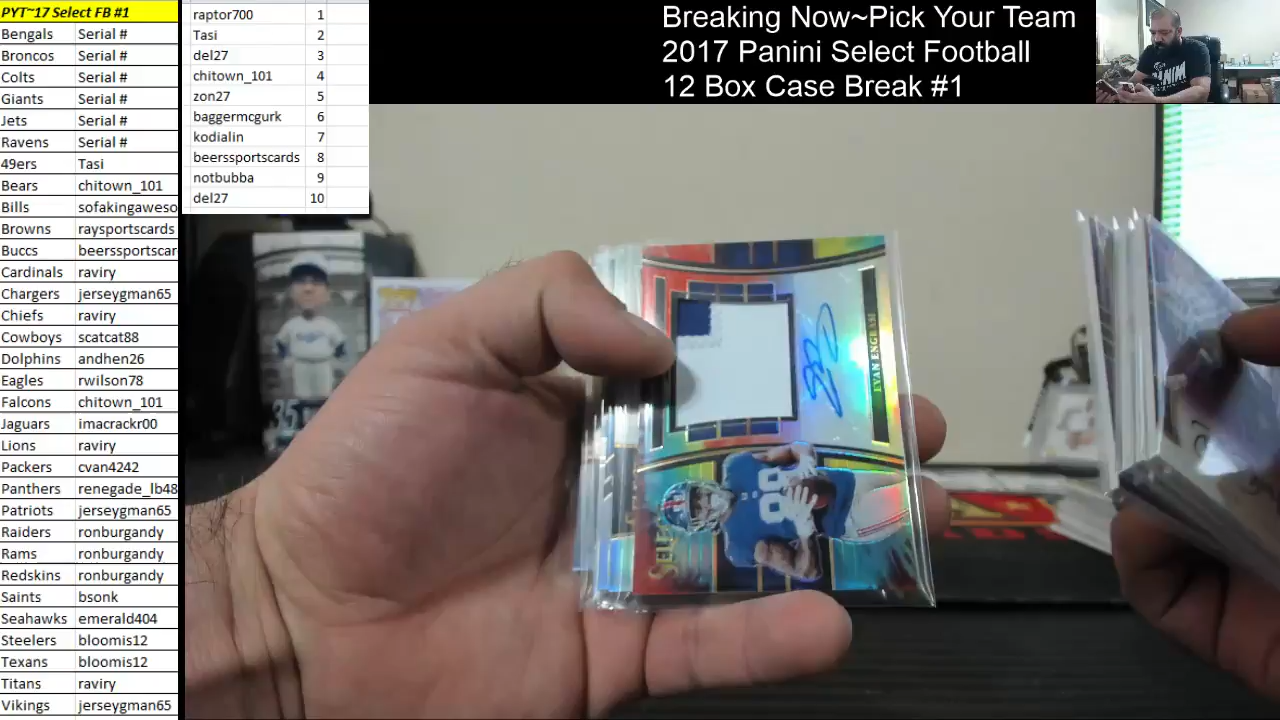 PYT~17 Select FB #1
Bengals Serial #
Broncos Serial #
Colts Serial #
Giants Serial #
Jets Serial #
Ravens Serial #
49ers Tasi
Bears chitown_101
Bills sofakingaweso
Browns raysportscards
Buccs beerssportscar
Cardinals raviry
Chargers jerseygman65
Chiefs raviry
Cowboys scatcat88
Dolphins andhen26
Eagles rwilson78
Falcons chitown_101
Jaguars imacrackr00
Lions raviry
Packers cvan4242
Panthers renegade_lb48
Patriots jerseygman65
Raiders ronburgandy
Rams ronburgandy
Redskins ronburgandy
Saints bsonk
Seahawks emerald404
Steelers bloomis12
Texans bloomis12
Titans raviry
Vikings jerseygman65
raptor700 1
Tasi 2
del27 3
chitown_101 4
zon27 5
baggermcgurk 6
kodialin 7
beerssportscards 8
notbubba 9
del27 10
Breaking Now~Pick Your Team
2017 Panini Select Football
12 Box Case Break #1
EVAN ENGRAM
88
35